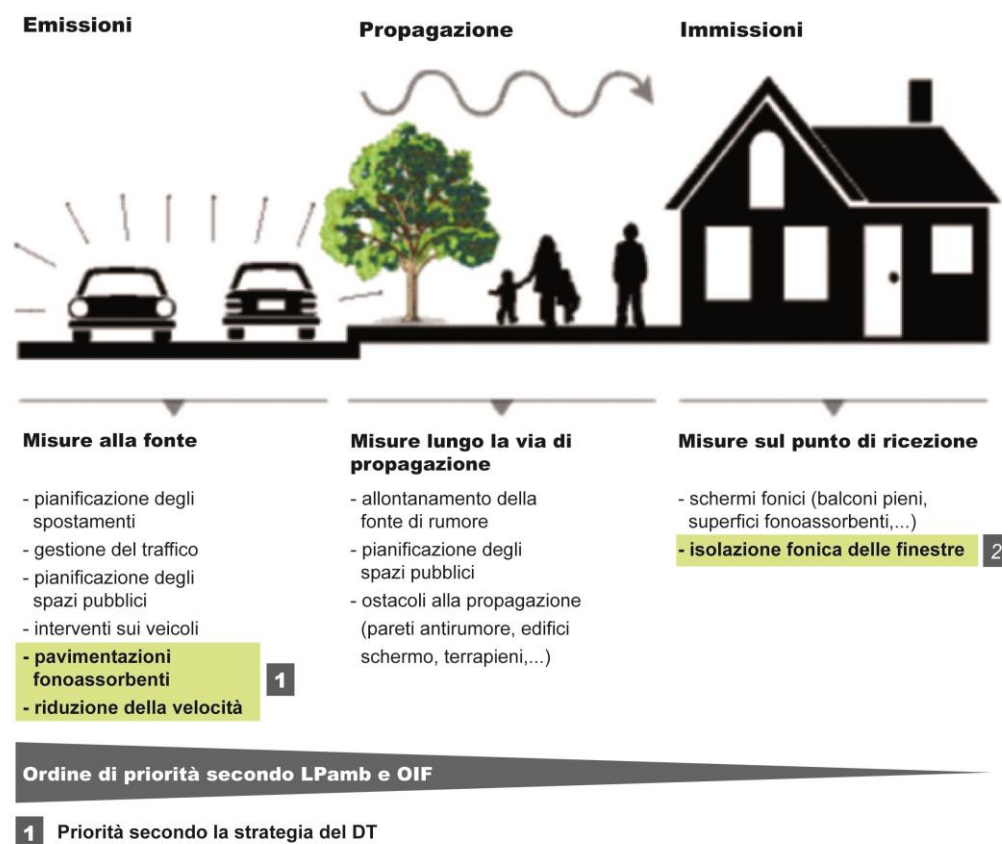 Emissioni
Propagazione
Immissioni
Misure alla fonte
- pianificazione degli
spostamenti
- gestione del traffico
- pianificazione degli
spazi pubblici
- interventi sui veicoli
- pavimentazioni
fonoassorbenti
- riduzione della velocità
1
Misure lungo la via di
propagazione
- allontanamento della
fonte di rumore
- pianificazione degli
spazi pubblici
- ostacoli alla propagazione
(pareti antirumore, edifici
schermo, terrapieni,...)
Misure sul punto di ricezione
- schermi fonici (balconi pieni,
superfici fonoassorbenti,...)
- isolazione fonica delle finestre
2
Ordine di priorità secondo LPamb e OIF
1 Priorità secondo la strategia del DT